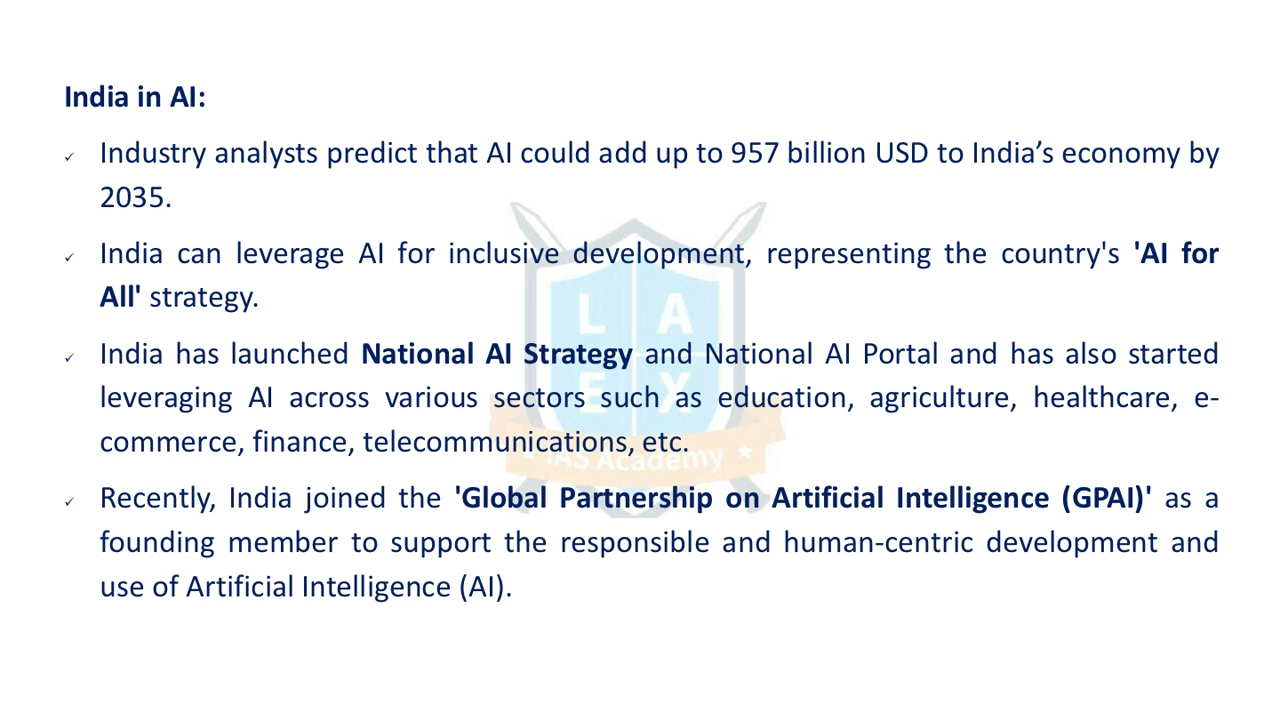 India in AI:
✓ Industry analysts predict that AI could add up to 957 billion USD to India’s economy by
2035.
✓ India can leverage AI for inclusive development, representing the country's 'AI for
All' strategy.
✓ India has launched National AI Strategy and National AI Portal and has also started
leveraging AI across various sectors such as education, agriculture, healthcare, e-
commerce, finance, telecommunications, etc.
✓ Recently, India joined the 'Global Partnership on Artificial Intelligence (GPAI)' as a
founding member to support the responsible and human-centric development and
use of Artificial Intelligence (AI).
L A
E X
IAS Academy